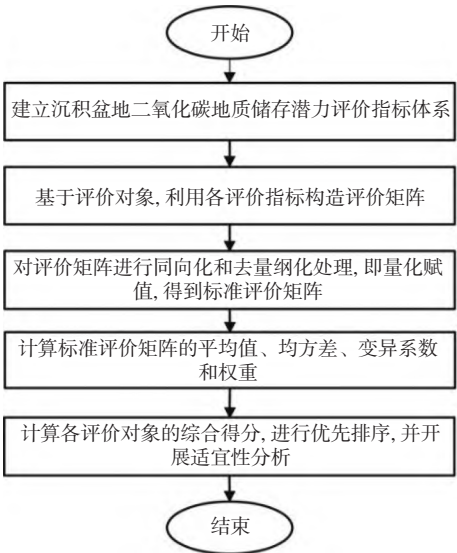 开始
建立沉积盆地二氧化碳地质储存潜力评价指标体系
基于评价对象, 利用各评价指标构造评价矩阵
对评价矩阵进行同向化和去量纲化处理, 即量化赋
值, 得到标准评价矩阵
计算标准评价矩阵的平均值、均方差、变异系数
和权重
计算各评价对象的综合得分, 进行优先排序, 并开
展适宜性分析
结束